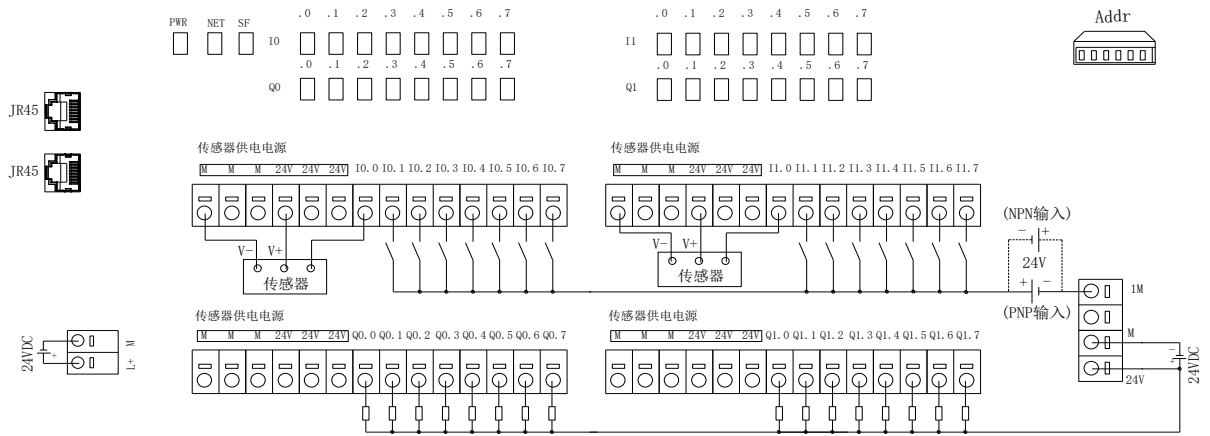 .0 .1 .2 .3 .4 .5 .6 .7
.0 .1 .2 .3 .4 .5 .6 .7
Addr
PWR NET SF
I0
I1
.0 .1 .2 .3 .4 .5 .6 .7
.0 .1 .2 .3 .4 .5 .6 .7
Q0
Q1
JR45
JR45
传感器供电电源
传感器供电电源
M M M 24V 24V 24V I0.0 I0.1 I0.2 I0.3 I0.4 I0.5 I0.6 I0.7
M M M 24V 24V 24V I1.0 I1.1 I1.2 I1.3 I1.4 I1.5 I1.6 I1.7
(NPN输入)
− +
24V
V− V+
传感器
V− V+
传感器
+ −
(PNP输入)
1M
M
24V
− +
24VDC
传感器供电电源
传感器供电电源
M M M 24V 24V 24V Q0.0 Q0.1 Q0.2 Q0.3 Q0.4 Q0.5 Q0.6 Q0.7
M M M 24V 24V 24V Q1.0 Q1.1 Q1.2 Q1.3 Q1.4 Q1.5 Q1.6 Q1.7
24VDC
+
M
L+